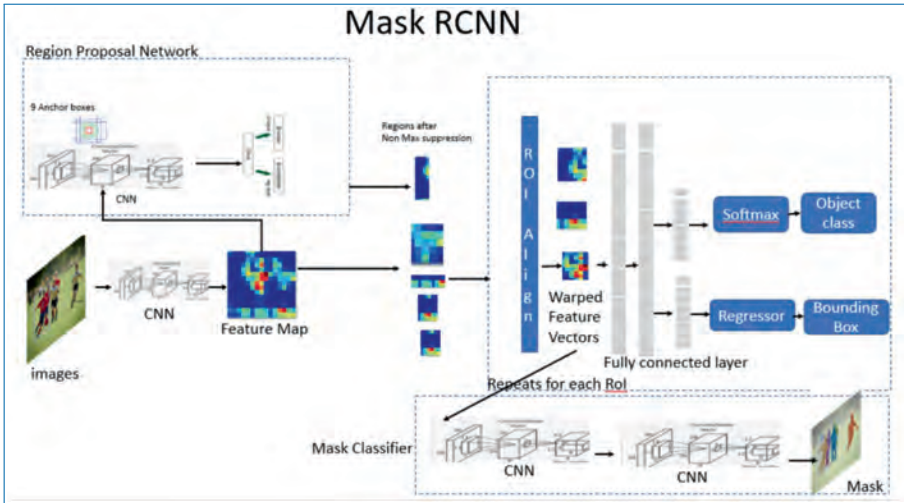 Mask RCNN
Region Proposal Network
9 Anchor boxes
CNN
Regions after
Non Max suppression
images
CNN
Feature Map
ROI Align
Warped
Feature
Vectors
Fully connected layer
Softmax
Object
class
Regressor
Bounding
Box
Repeats for each RoI
Mask Classifier
CNN
CNN
Mask